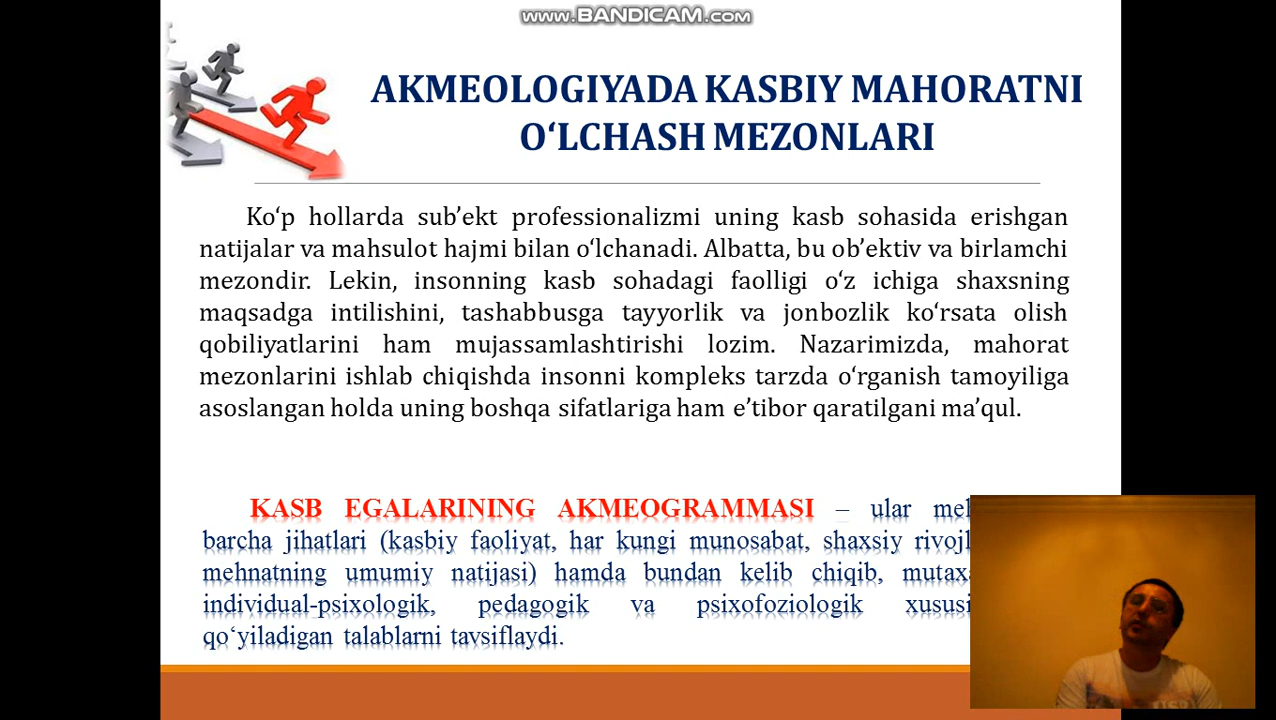 www.BANDICAM.com
AKMEOLOGIYADA KASBIY MAHORATNI
O‘LCHASH MEZONLARI
Ko‘p hollarda sub’ekt professionalizmi uning kasb sohasida erishgan
natijalar va mahsulot hajmi bilan o‘lchanadi. Albatta, bu ob’ektiv va birlamchi
mezondir. Lekin, insonning kasb sohadagi faolligi o‘z ichiga shaxsning
maqsadga intilishini, tashabbusga tayyorlik va jonbozlik ko‘rsata olish
qobiliyatlarini ham mujassamlashtirishi lozim. Nazarimizda, mahorat
mezonlarini ishlab chiqishda insonni kompleks tarzda o‘rganish tamoyiliga
asoslangan holda uning boshqa sifatlariga ham e’tibor qaratilgani ma’qul.
KASB EGALARINING AKMEOGRAMMASI – ular
barcha jihatlari (kasbiy faoliyat, har kungi munosabat, shaxsiy
mehnatning umumiy natijasi) hamda bundan kelib chiqib,
individual-psixologik, pedagogik va psixofoziologik
qo‘yiladigan talablarni tavsiflaydi.